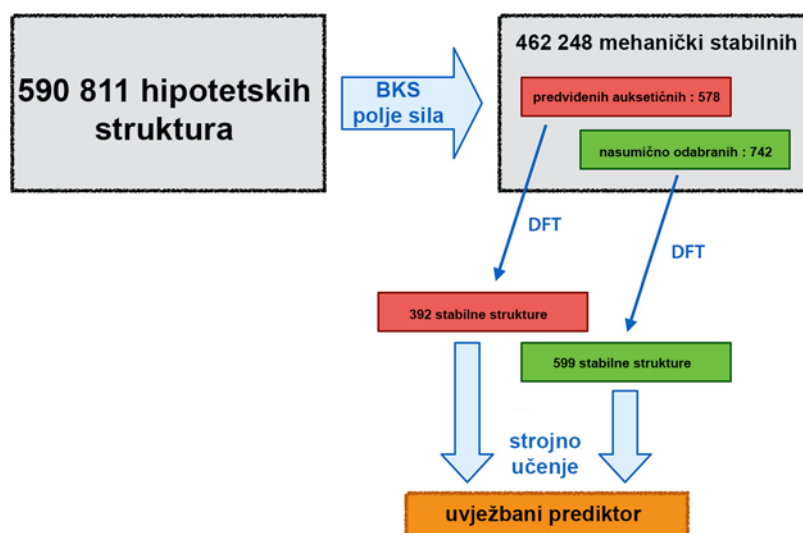 590 811 hipotetskih
struktura
BKS
polje sila
462 248 mehanički stabilnih
predviđenih auksetičnih : 578
nasumično odabranih : 742
DFT
DFT
392 stabilne strukture
599 stabilne strukture
strojno
učenje
uvježbani prediktor